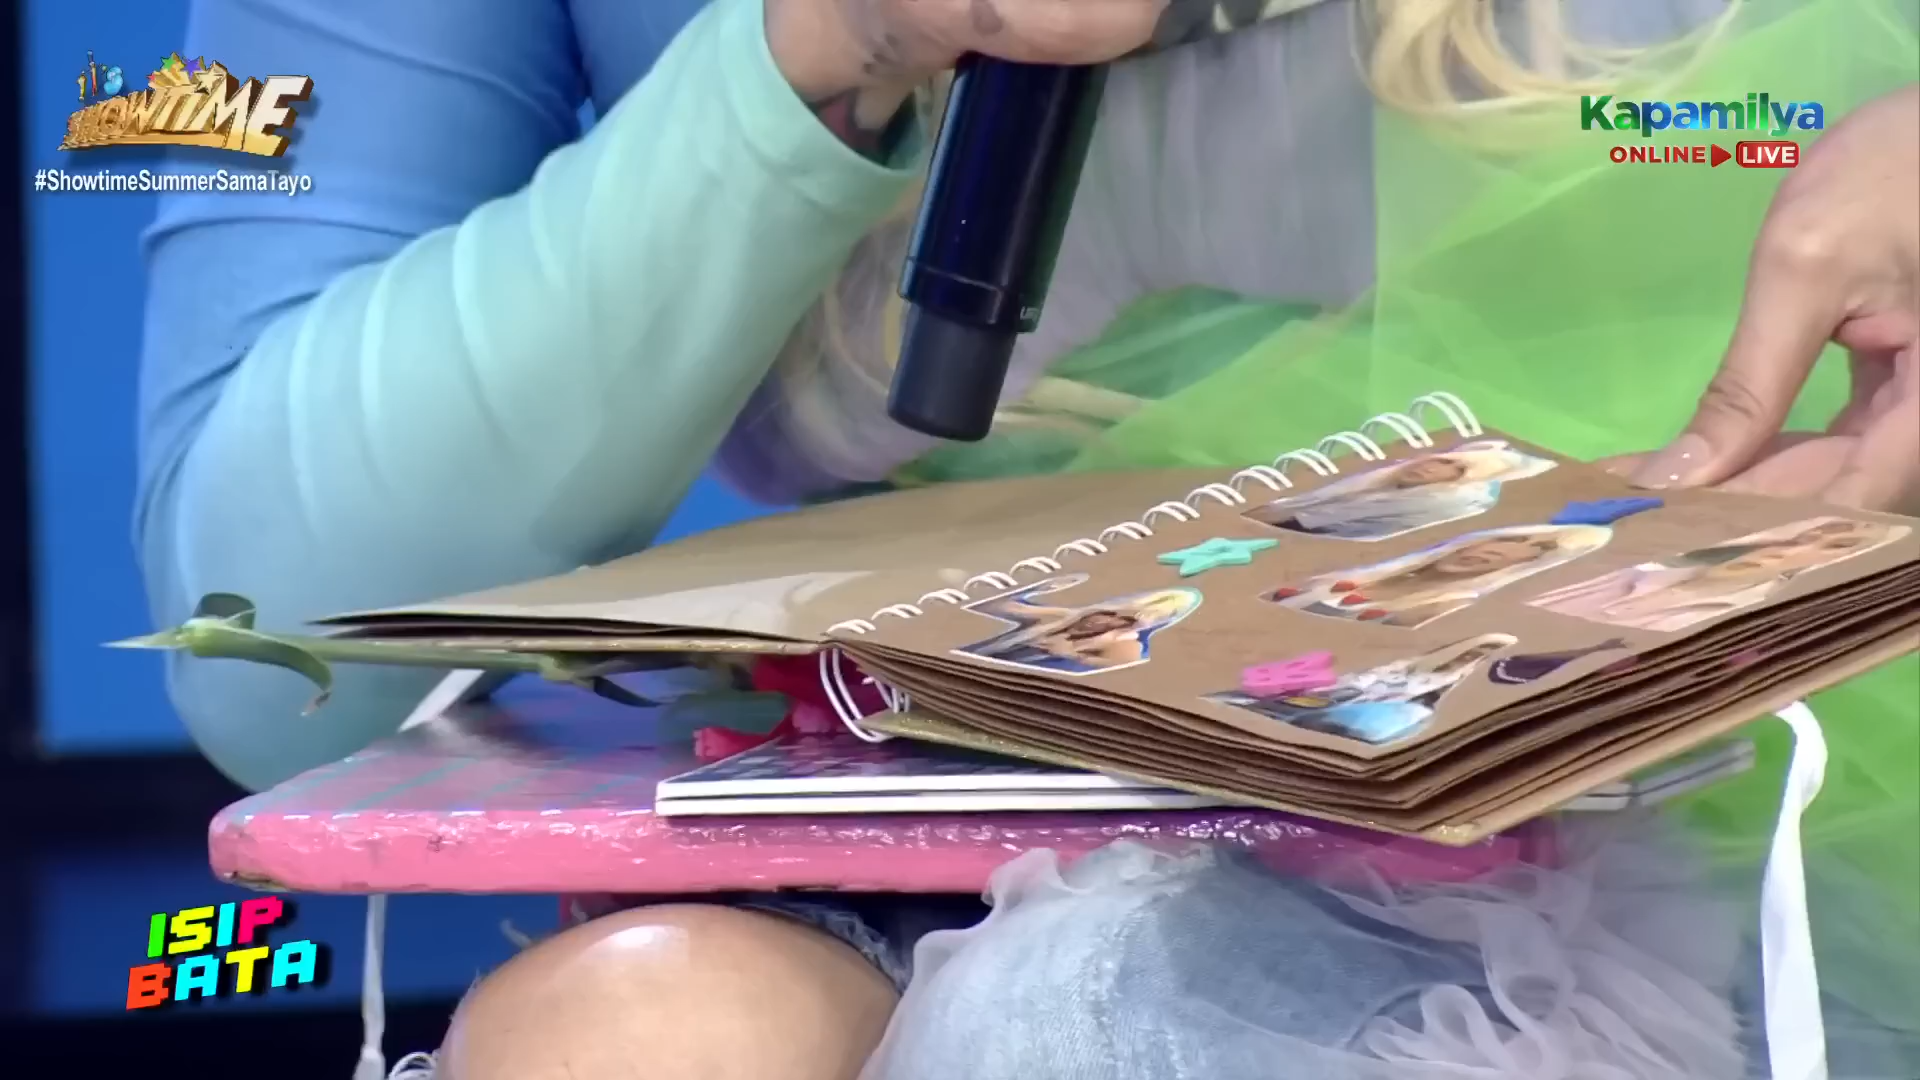 it's
SHOWTIME
#ShowtimeSummerSamaTayo
Kapamilya
ONLINE LIVE
ISIP
BATA